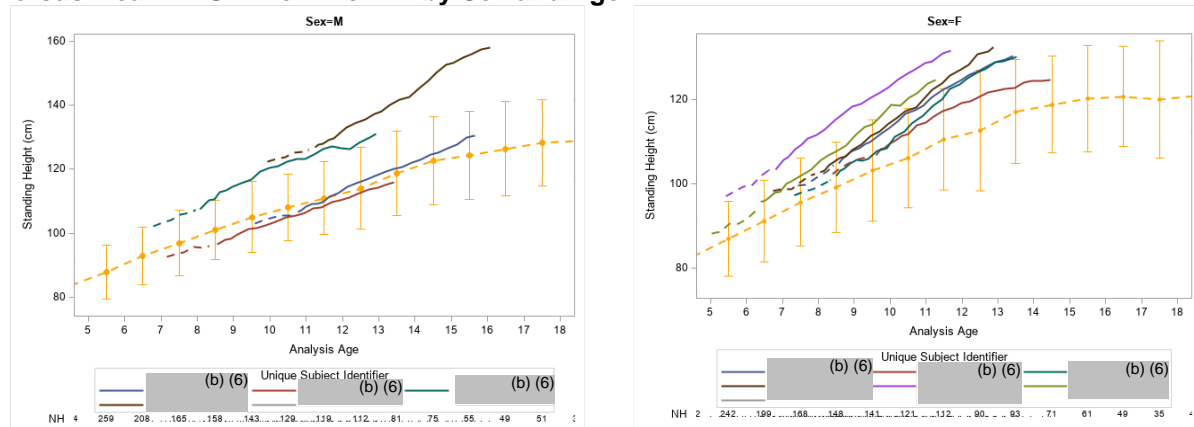 Sex=M
160
140
120
100
80
Standing Height (cm)
5 6 7 8 9 10 11 12 13 14 15 16 17 18
Analysis Age
Unique Subject Identifier
(b) (6) (b) (6) (b) (6)
NH 4 259 208 165 158 143 129 119 112 81 75 55 49 51
Sex=F
120
100
80
Standing Height (cm)
5 6 7 8 9 10 11 12 13 14 15 16 17 18
Analysis Age
Unique Subject Identifier
(b) (6) (b) (6) (b) (6)
NH 2 242 199 168 148 141 121 112 90 93 71 61 49 35 4